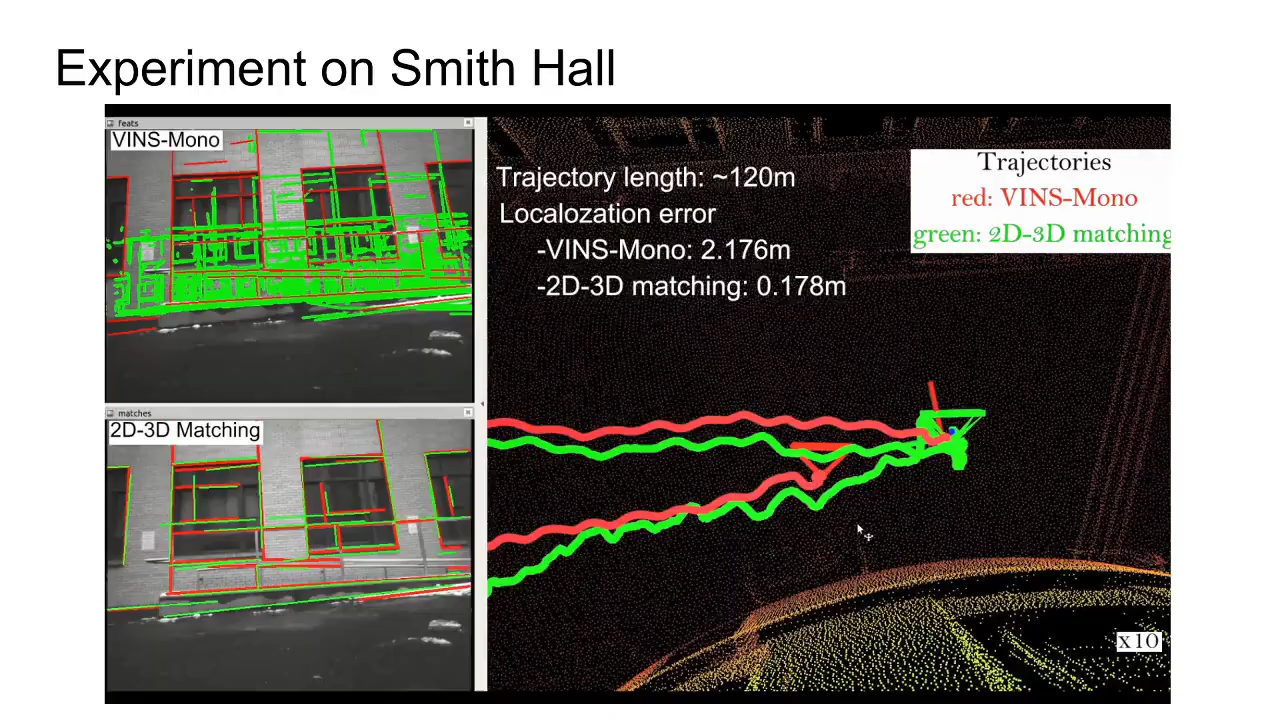 Experiment on Smith Hall
feats
VINS-Mono
Trajectory length: ~120m
Localozation error
-VINS-Mono: 2.176m
-2D-3D matching: 0.178m
Trajectories
red: VINS-Mono
green: 2D-3D matching
matches
2D-3D Matching
x10